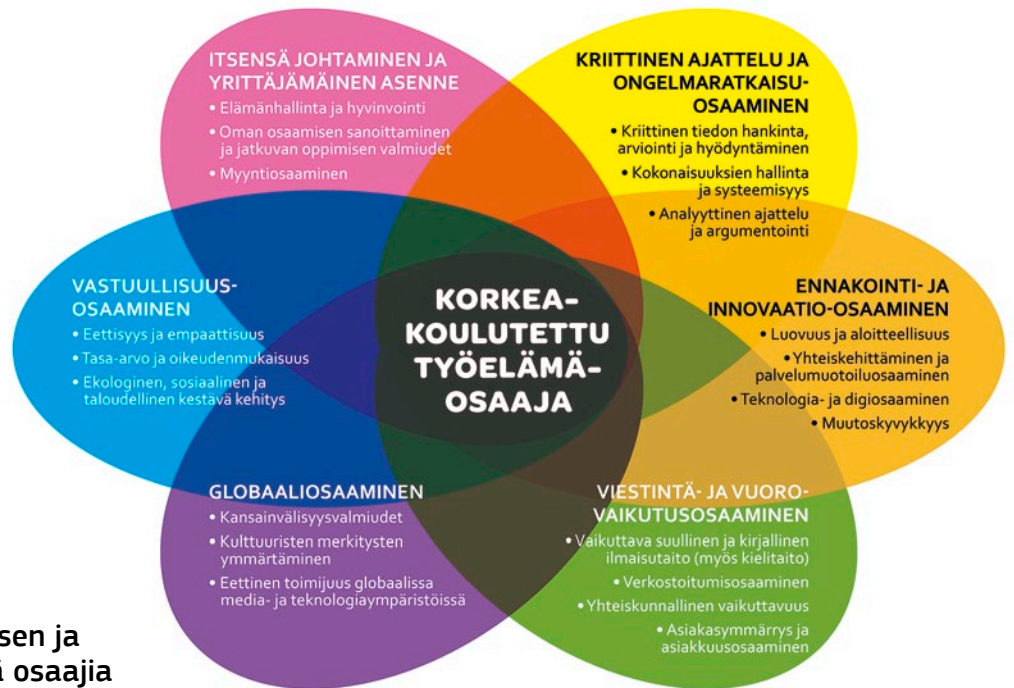 ITSENSÄ JOHTAMINEN JA
YRITTÄJÄMÄINEN ASENNE
• Elämänhallinta ja hyvinvointi
• Oman osaamisen sanoittaminen
ja jatkuvan oppimisen valmiudet
• Myyntiosaaminen
KRIITTINEN AJATTELU JA
ONGELMARATKAISU-
OSAAMINEN
• Kriittinen tiedon hankinta,
arviointi ja hyödyntäminen
• Kokonaisuuksien hallinta
ja systeemisyys
• Analyyttinen ajattelu
ja argumentointi
VASTUULLISUUS-
OSAAMINEN
• Eettisyys ja empaattisuus
• Tasa-arvo ja oikeudenmukaisuus
• Ekologinen, sosiaalinen ja
taloudellinen kestävä kehitys
KORKEA-
KOULUTETTU
TYÖELÄMÄ-
OSAAJA
ENNAKOINTI- JA
INNOVAATIO-OSAAMINEN
• Luovuus ja aloitteellisuus
• Yhteiskehittäminen ja
palvelumuotoiluosaaminen
• Teknologia- ja digiosaaminen
• Muutoskyvykkyys
GLOBAALIOSAAMINEN
• Kansainvälisyysvalmiudet
• Kulttuuristen merkitysten
ymmärtäminen
• Eettinen toimijuus globaalissa
media- ja teknologiaympäristöissä
VIESTINTÄ- JA VUORO-
VAIKUTUSOSAAMINEN
• Vaikuttava suullinen ja kirjallinen
ilmaisutaito (myös kielitaito)
• Verkostoitumisosaaminen
• Yhteiskunnallinen vaikuttavuus
• Asiakasymmärrys ja
asiakkuusosaaminen
sen ja
osaajia